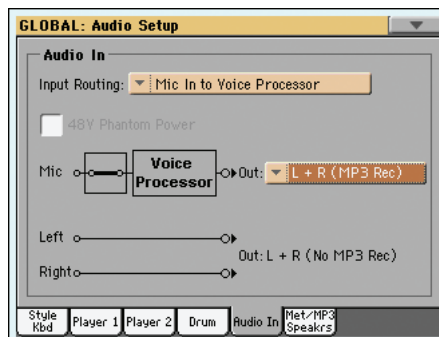 GLOBAL: Audio Setup
Audio In
Input Routing: Mic In to Voice Processor
48V Phantom Power
Mic Voice Processor Out: L + R (MP3 Rec)
Left
Out: L + R (No MP3 Rec)
Right
Style Kbd Player 1 Player 2 Drum Audio In Met/MP3 Speakrs